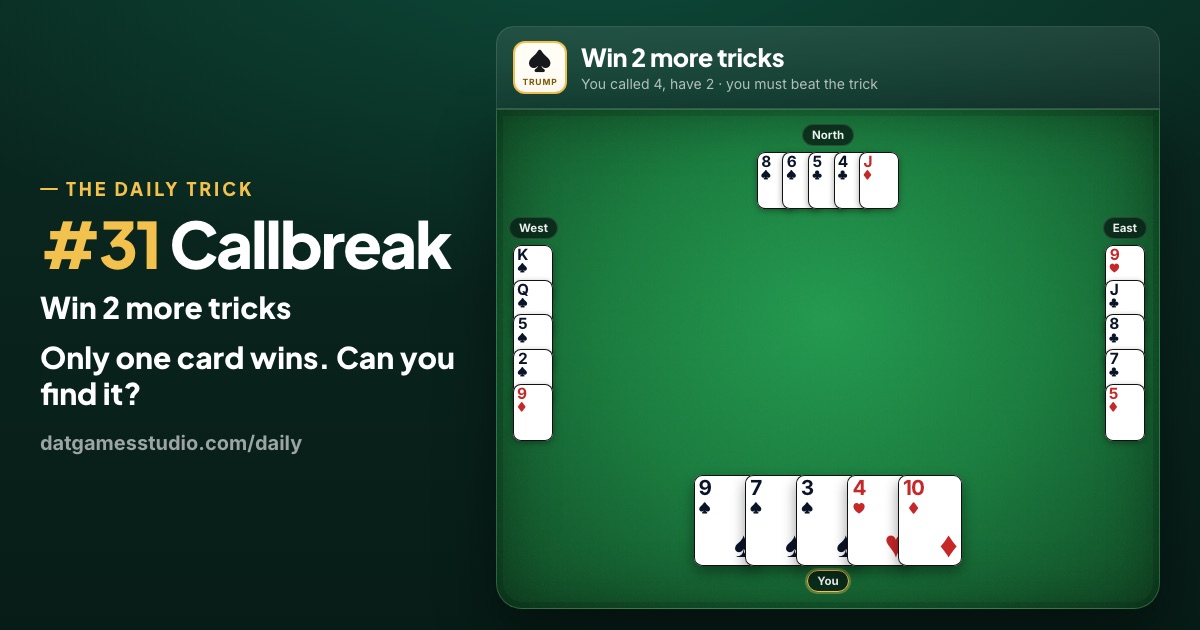 — THE DAILY TRICK
#31 Callbreak
Win 2 more tricks
Only one card wins. Can you
find it?
datgamesstudio.com/daily
♠
TRUMP
Win 2 more tricks
You called 4, have 2 · you must beat the trick
North
8♠ 6♠ 5♣ 4♣ J♦
West
K♠
Q♠
5♠
2♠
9♦
East
9♥
J♣
8♣
7♣
5♦
9♠ 7♠ 3♠ 4♥ 10♦
You